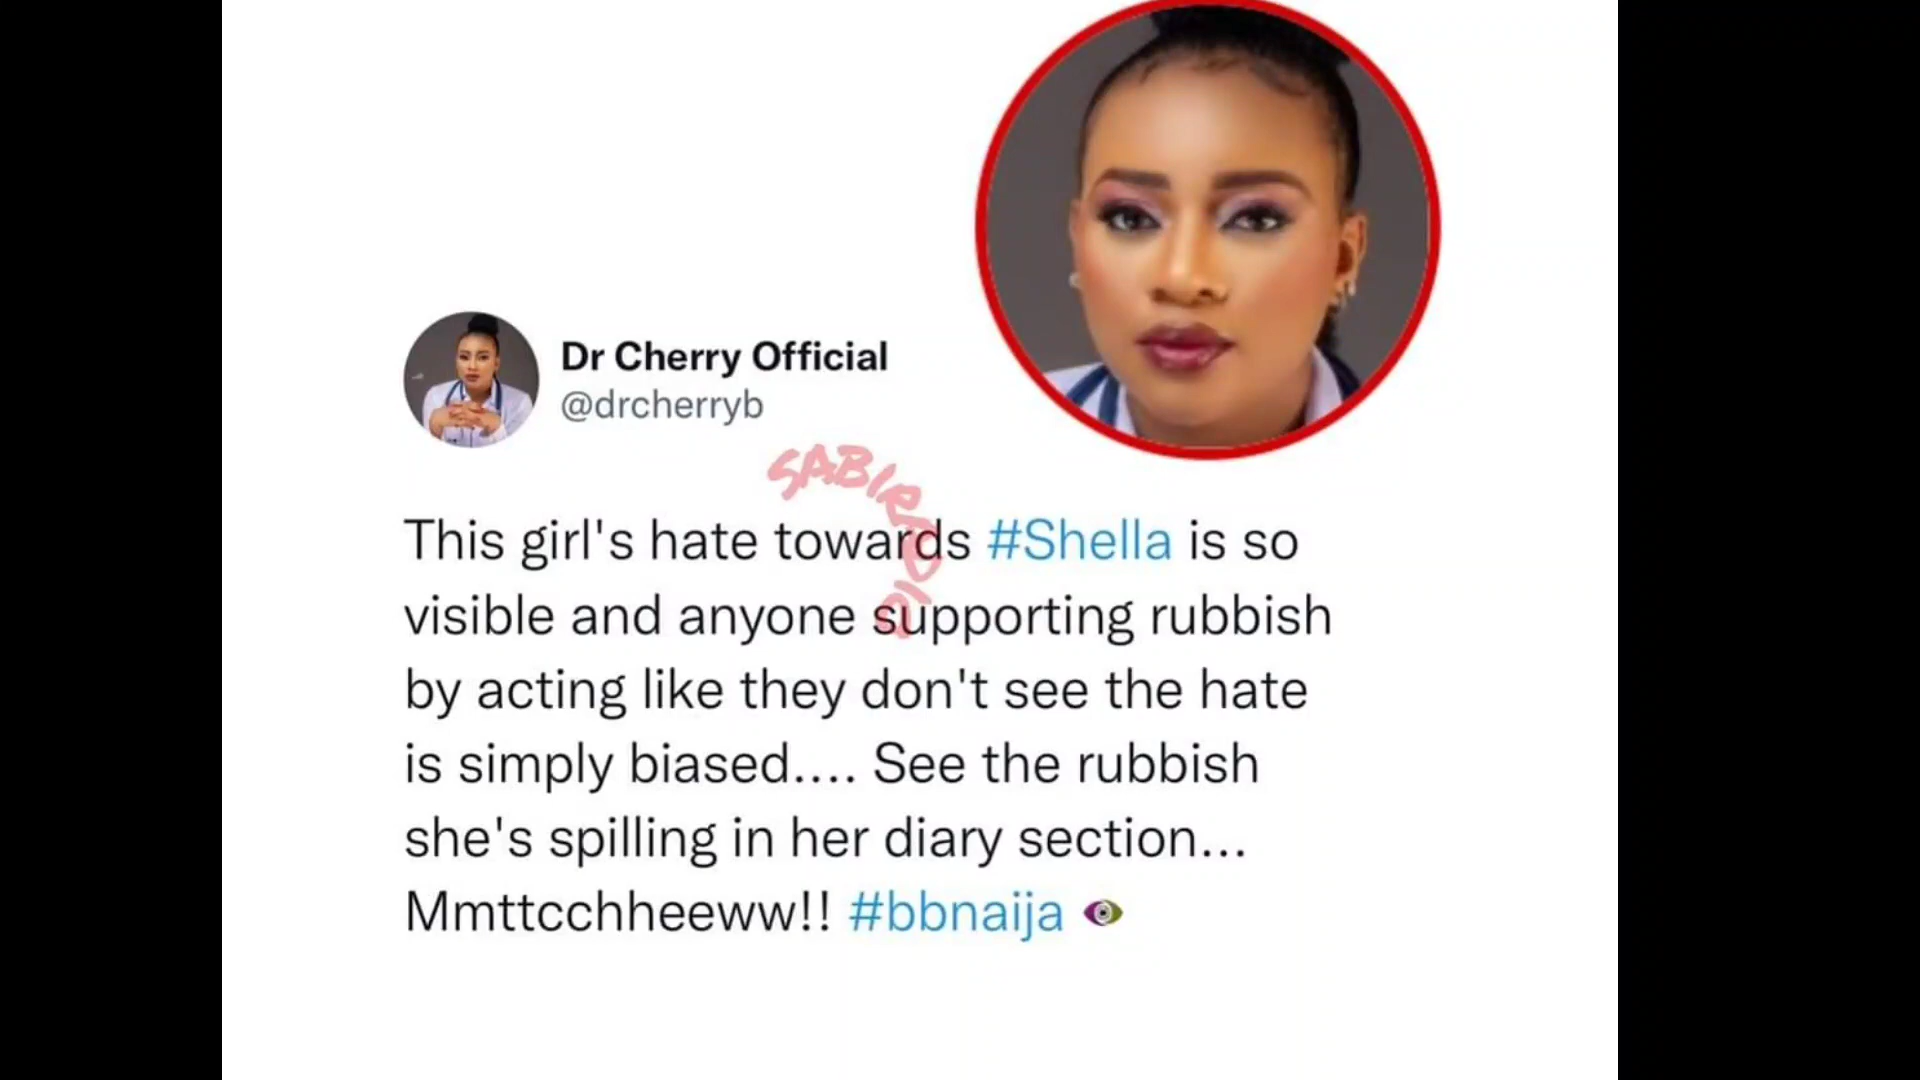 Dr Cherry Official
@drcherryb
SABIRADIO
This girl's hate towards #Shella is so
visible and anyone supporting rubbish
by acting like they don't see the hate
is simply biased.... See the rubbish
she's spilling in her diary section...
Mmttcchheeww!! #bbnaija